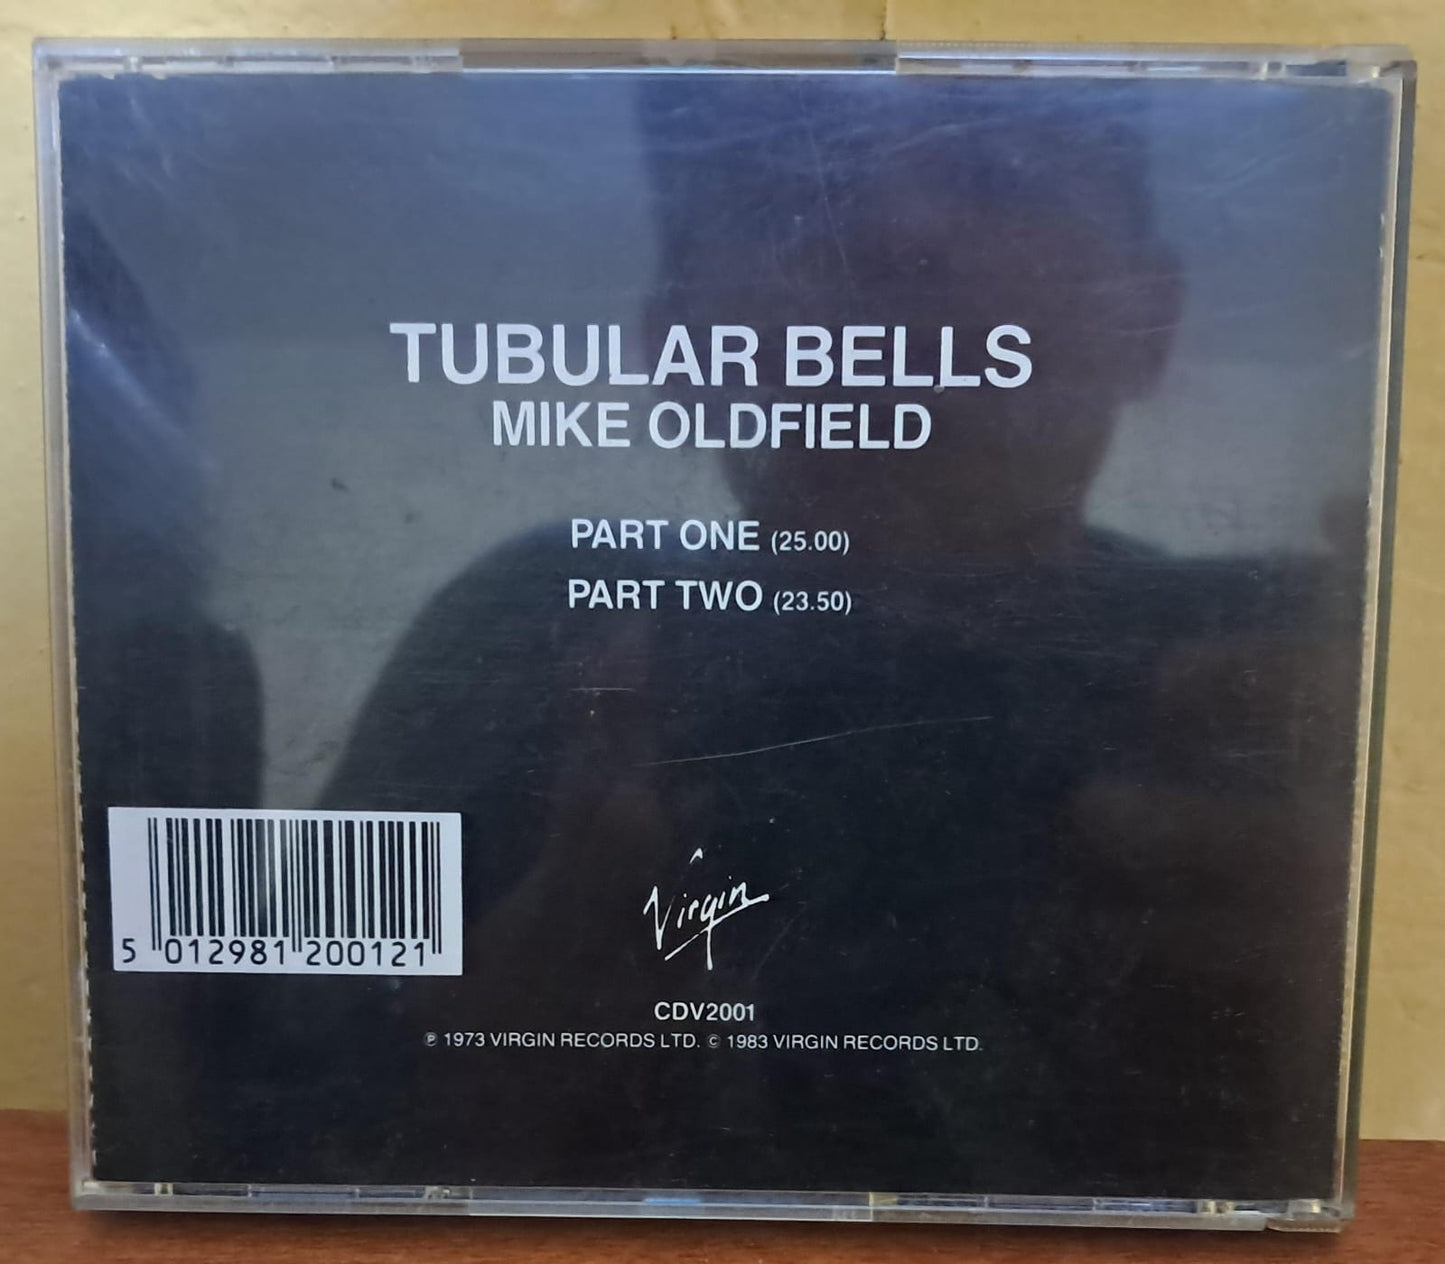 TUBULAR BELLS
MIKE OLDFIELD
PART ONE (25.00)
PART TWO (23.50)
5 012981 200121
Virgin
CDV2001
℗ 1973 VIRGIN RECORDS LTD. © 1983 VIRGIN RECORDS LTD.